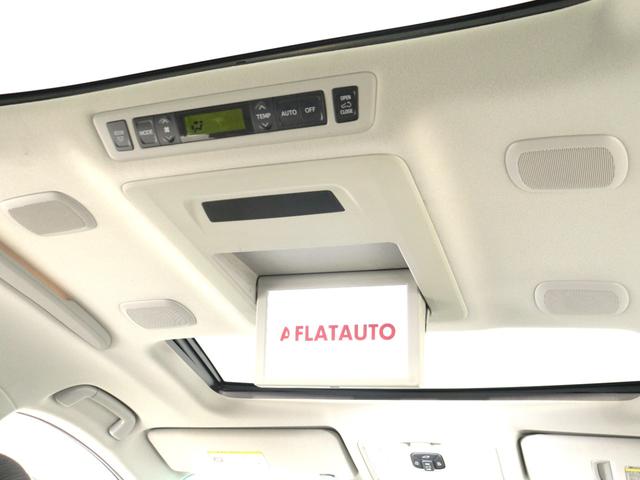 MODE
TEMP
AUTO
OFF
OPEN
CLOSE
A FLATAUTO